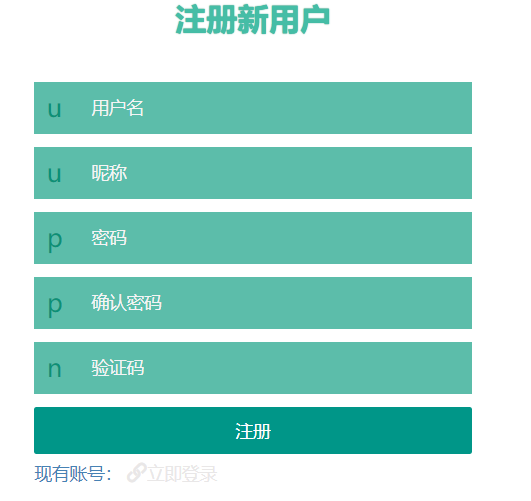 注册新用户
u 用户名
u 昵称
p 密码
p 确认密码
n 验证码
注册
现有账号： 立即登录